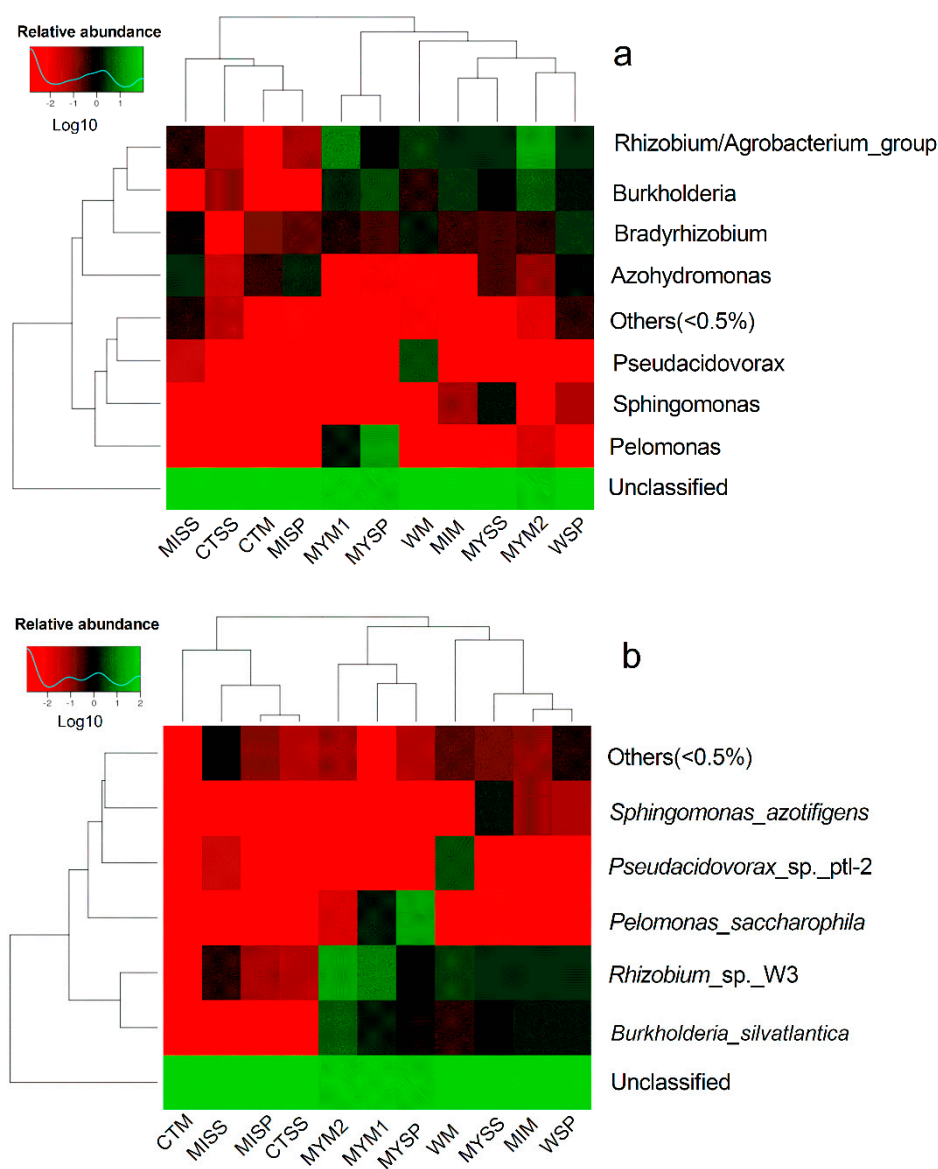 Relative abundance
a
-2 -1 0 1
Log10
Rhizobium/Agrobacterium_group
Burkholderia
Bradyrhizobium
Azohydromonas
Others(<0.5%)
Pseudacidovorax
Sphingomonas
Pelomonas
Unclassified
MISS CTSS CTM MISP MYM1 MYSP WM MIM MYSS MYM2 WSP
Relative abundance
b
-2 -1 0 1 2
Log10
Others(<0.5%)
Sphingomonas_azotifigens
Pseudacidovorax_sp._ptl-2
Pelomonas_saccharophila
Rhizobium_sp._W3
Burkholderia_silvatlantica
Unclassified
CTM MISS MISP CTSS MYM2 MYM1 MYSP WM MYSS MIM WSP